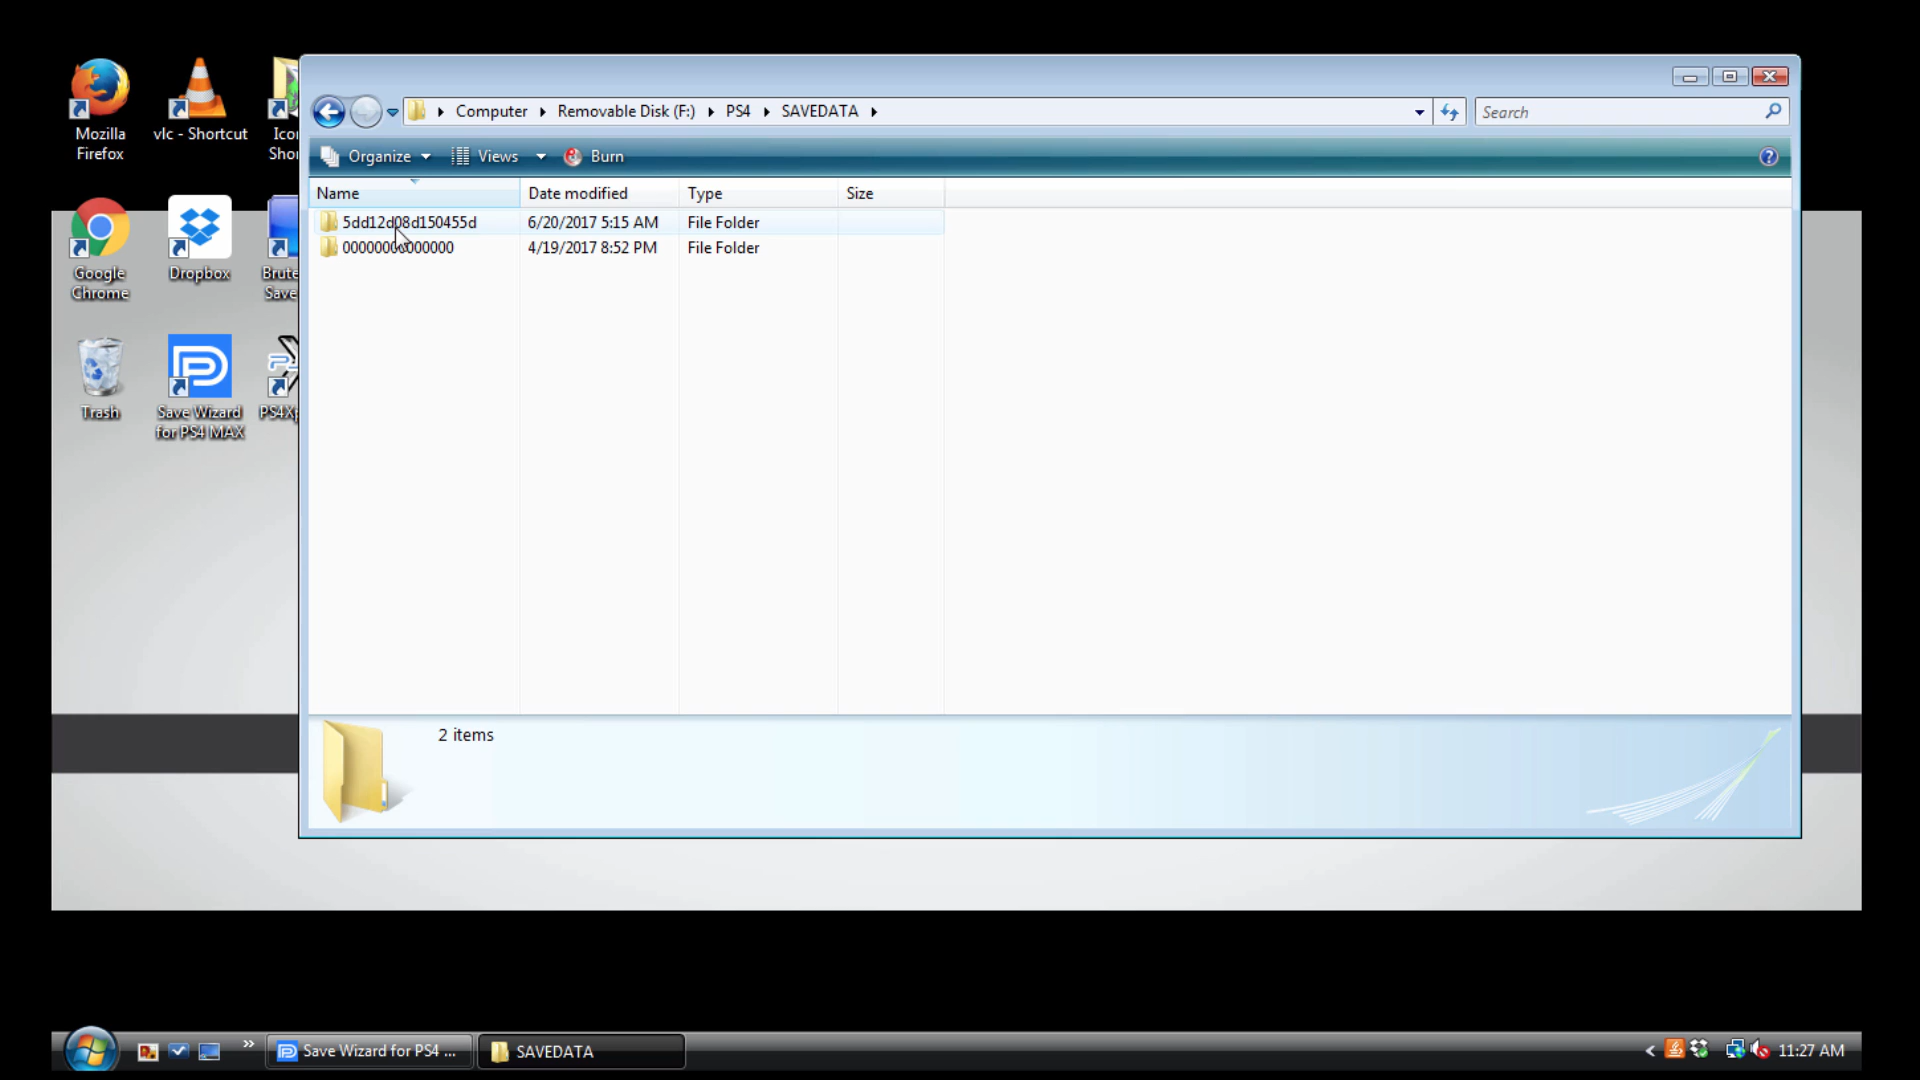 Mozilla
Firefox
vlc - Shortcut
Google
Chrome
Dropbox
Trash
Save Wizard
for PS4 MAX
Computer
Removable Disk (F:)
PS4
SAVEDATA
Search
Organize
Views
Burn
Name
Date modified
Type
Size
5dd12d08d150455d
6/20/2017 5:15 AM
File Folder
4/19/2017 8:52 PM
File Folder
2 items
Save Wizard for PS4 ...
SAVEDATA
11:27 AM